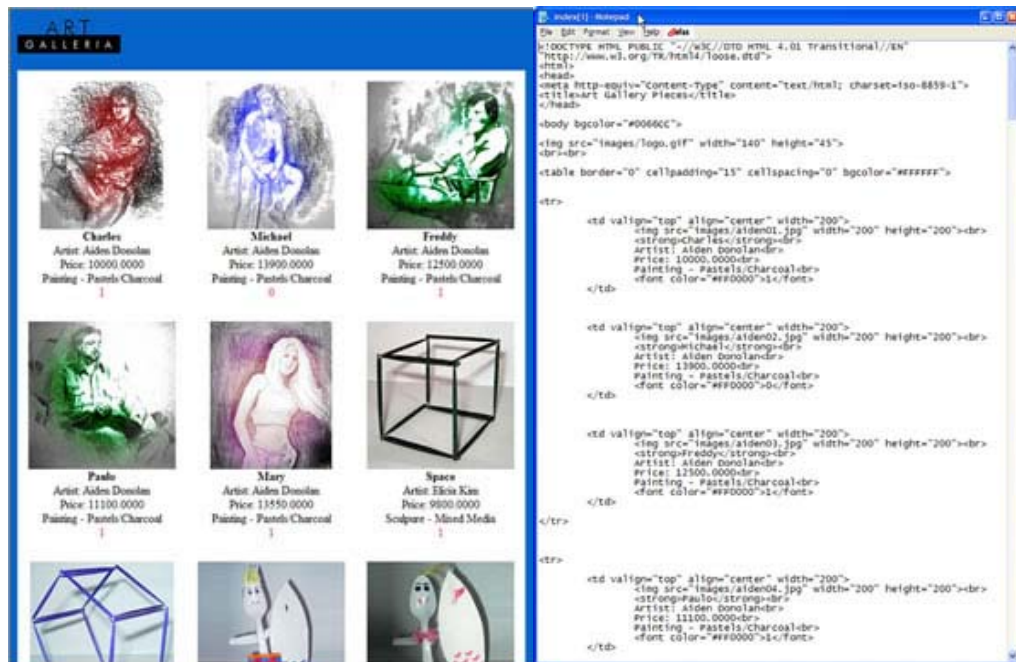 ART
GALLERIA
Charles
Artist: Aiden Donolan
Price: 10000.0000
Painting - Pastels/Charcoal
1
Michael
Artist: Aiden Donolan
Price: 13900.0000
Painting - Pastels/Charcoal
0
Freddy
Artist: Aiden Donolan
Price: 12500.0000
Painting - Pastels/Charcoal
1
Paulo
Artist: Aiden Donolan
Price: 11100.0000
Painting - Pastels/Charcoal
1
Mary
Artist: Aiden Donolan
Price: 13550.0000
Painting - Pastels/Charcoal
1
Space
Artist: Elicia Kim
Price: 9800.0000
Sculpure - Mixed Media
1
index[1] - Notepad
File Edit Format View Help
<!DOCTYPE HTML PUBLIC "-//W3C//DTD HTML 4.01 Transitional//EN"
"http://www.w3.org/TR/html4/loose.dtd">
<html>
<head>
<meta http-equiv="Content-Type" content="text/html; charset=iso-8859-1">
<title>Art Gallery Pieces</title>
</head>
<body bgcolor="#0066CC">
<img src="images/logo.gif" width="140" height="45">
<br><br>
<table border="0" cellpadding="15" cellspacing="0" bgcolor="#FFFFFF">
<tr>
<td valign="top" align="center" width="200">
<img src="images/aiden01.jpg" width="200" height="200"><br>
<strong>Charles</strong><br>
Artist: Aiden Donolan<br>
Price: 10000.0000<br>
Painting - Pastels/Charcoal<br>
<font color="#FF0000">1</font>
</td>
<td valign="top" align="center" width="200">
<img src="images/aiden02.jpg" width="200" height="200"><br>
<strong>Michael</strong><br>
Artist: Aiden Donolan<br>
Price: 13900.0000<br>
Painting - Pastels/Charcoal<br>
<font color="#FF0000">0</font>
</td>
<td valign="top" align="center" width="200">
<img src="images/aiden03.jpg" width="200" height="200"><br>
<strong>Freddy</strong><br>
Artist: Aiden Donolan<br>
Price: 12500.0000<br>
Painting - Pastels/Charcoal<br>
<font color="#FF0000">1</font>
</td>
</tr>
<tr>
<td valign="top" align="center" width="200">
<img src="images/aiden04.jpg" width="200" height="200"><br>
<strong>Paulo</strong><br>
Artist: Aiden Donolan<br>
Price: 11100.0000<br>
Painting - Pastels/Charcoal<br>
<font color="#FF0000">1</font>
</td>